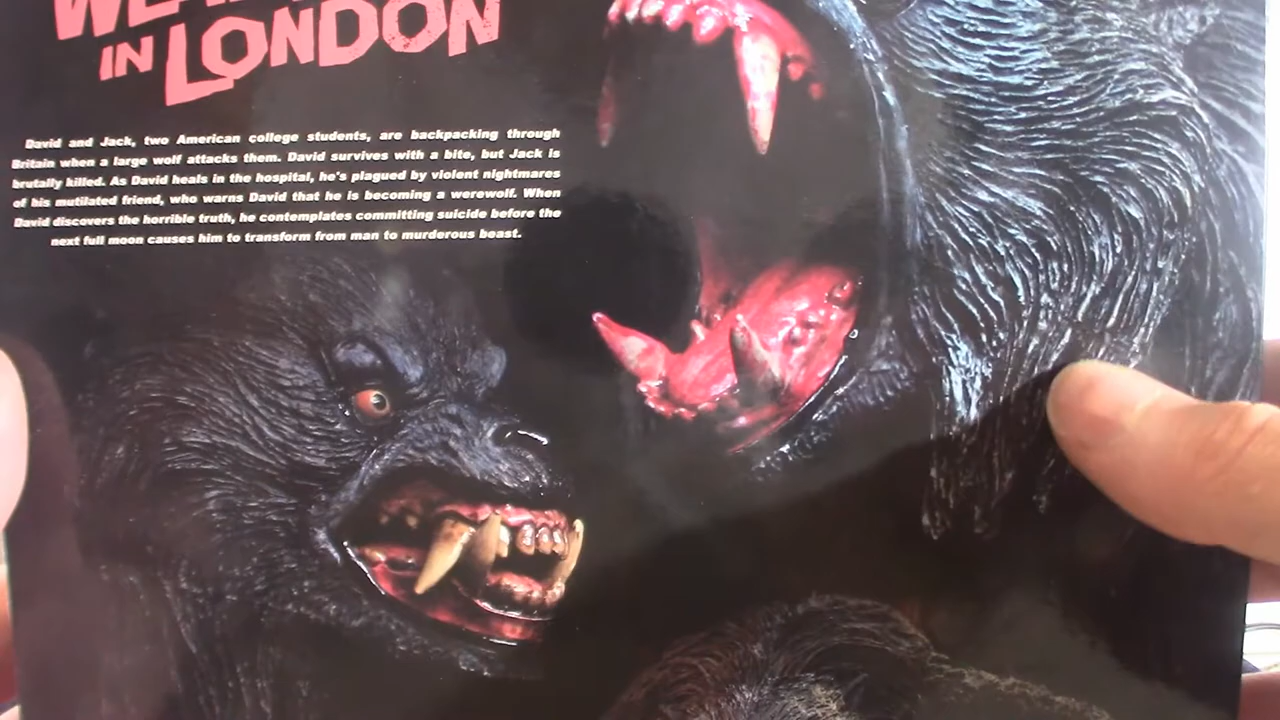 IN LONDON
David and Jack, two American college students, are backpacking through
Britain when a large wolf attacks them. David survives with a bite, but Jack is
brutally killed. As David heals in the hospital, he's plagued by violent nightmares
of his mutilated friend, who warns David that he is becoming a werewolf. When
David discovers the horrible truth, he contemplates committing suicide before the
next full moon causes him to transform from man to murderous beast.